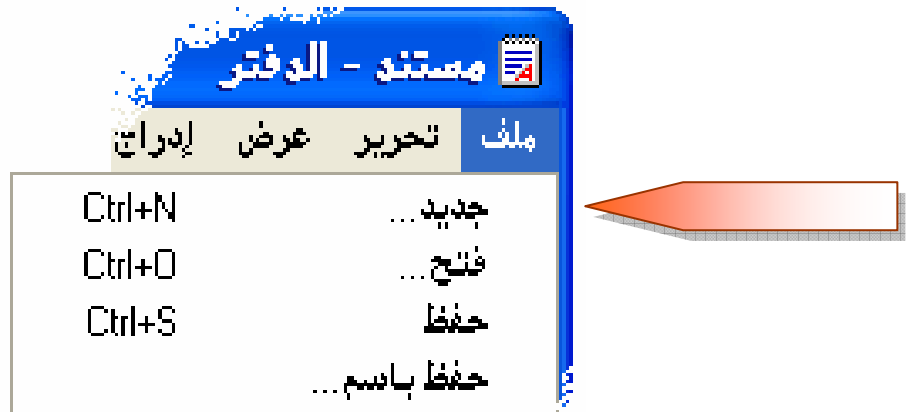 مستند - الدفتر
ملف تحرير عرض إدراج
جديد... Ctrl+N
فتح... Ctrl+O
حفظ Ctrl+S
حفظ باسم...